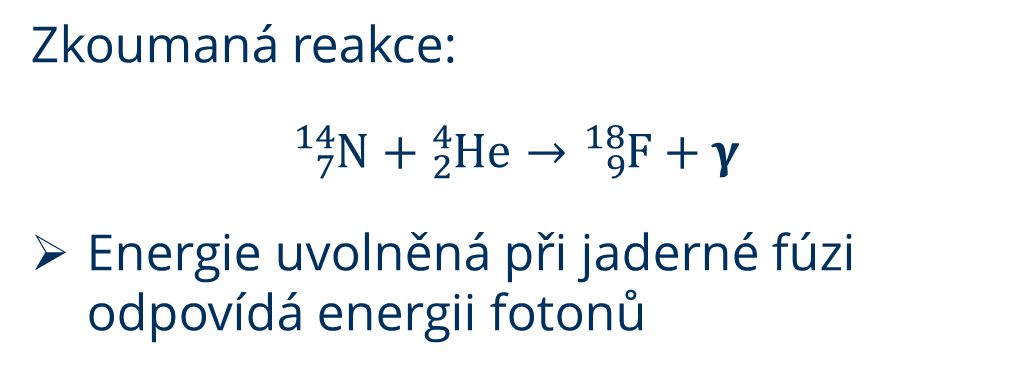 Zkoumaná reakce:
¹⁴₇N + ⁴₂He → ¹⁸₉F + γ
➢ Energie uvolněná při jaderné fúzi
odpovídá energii fotonů